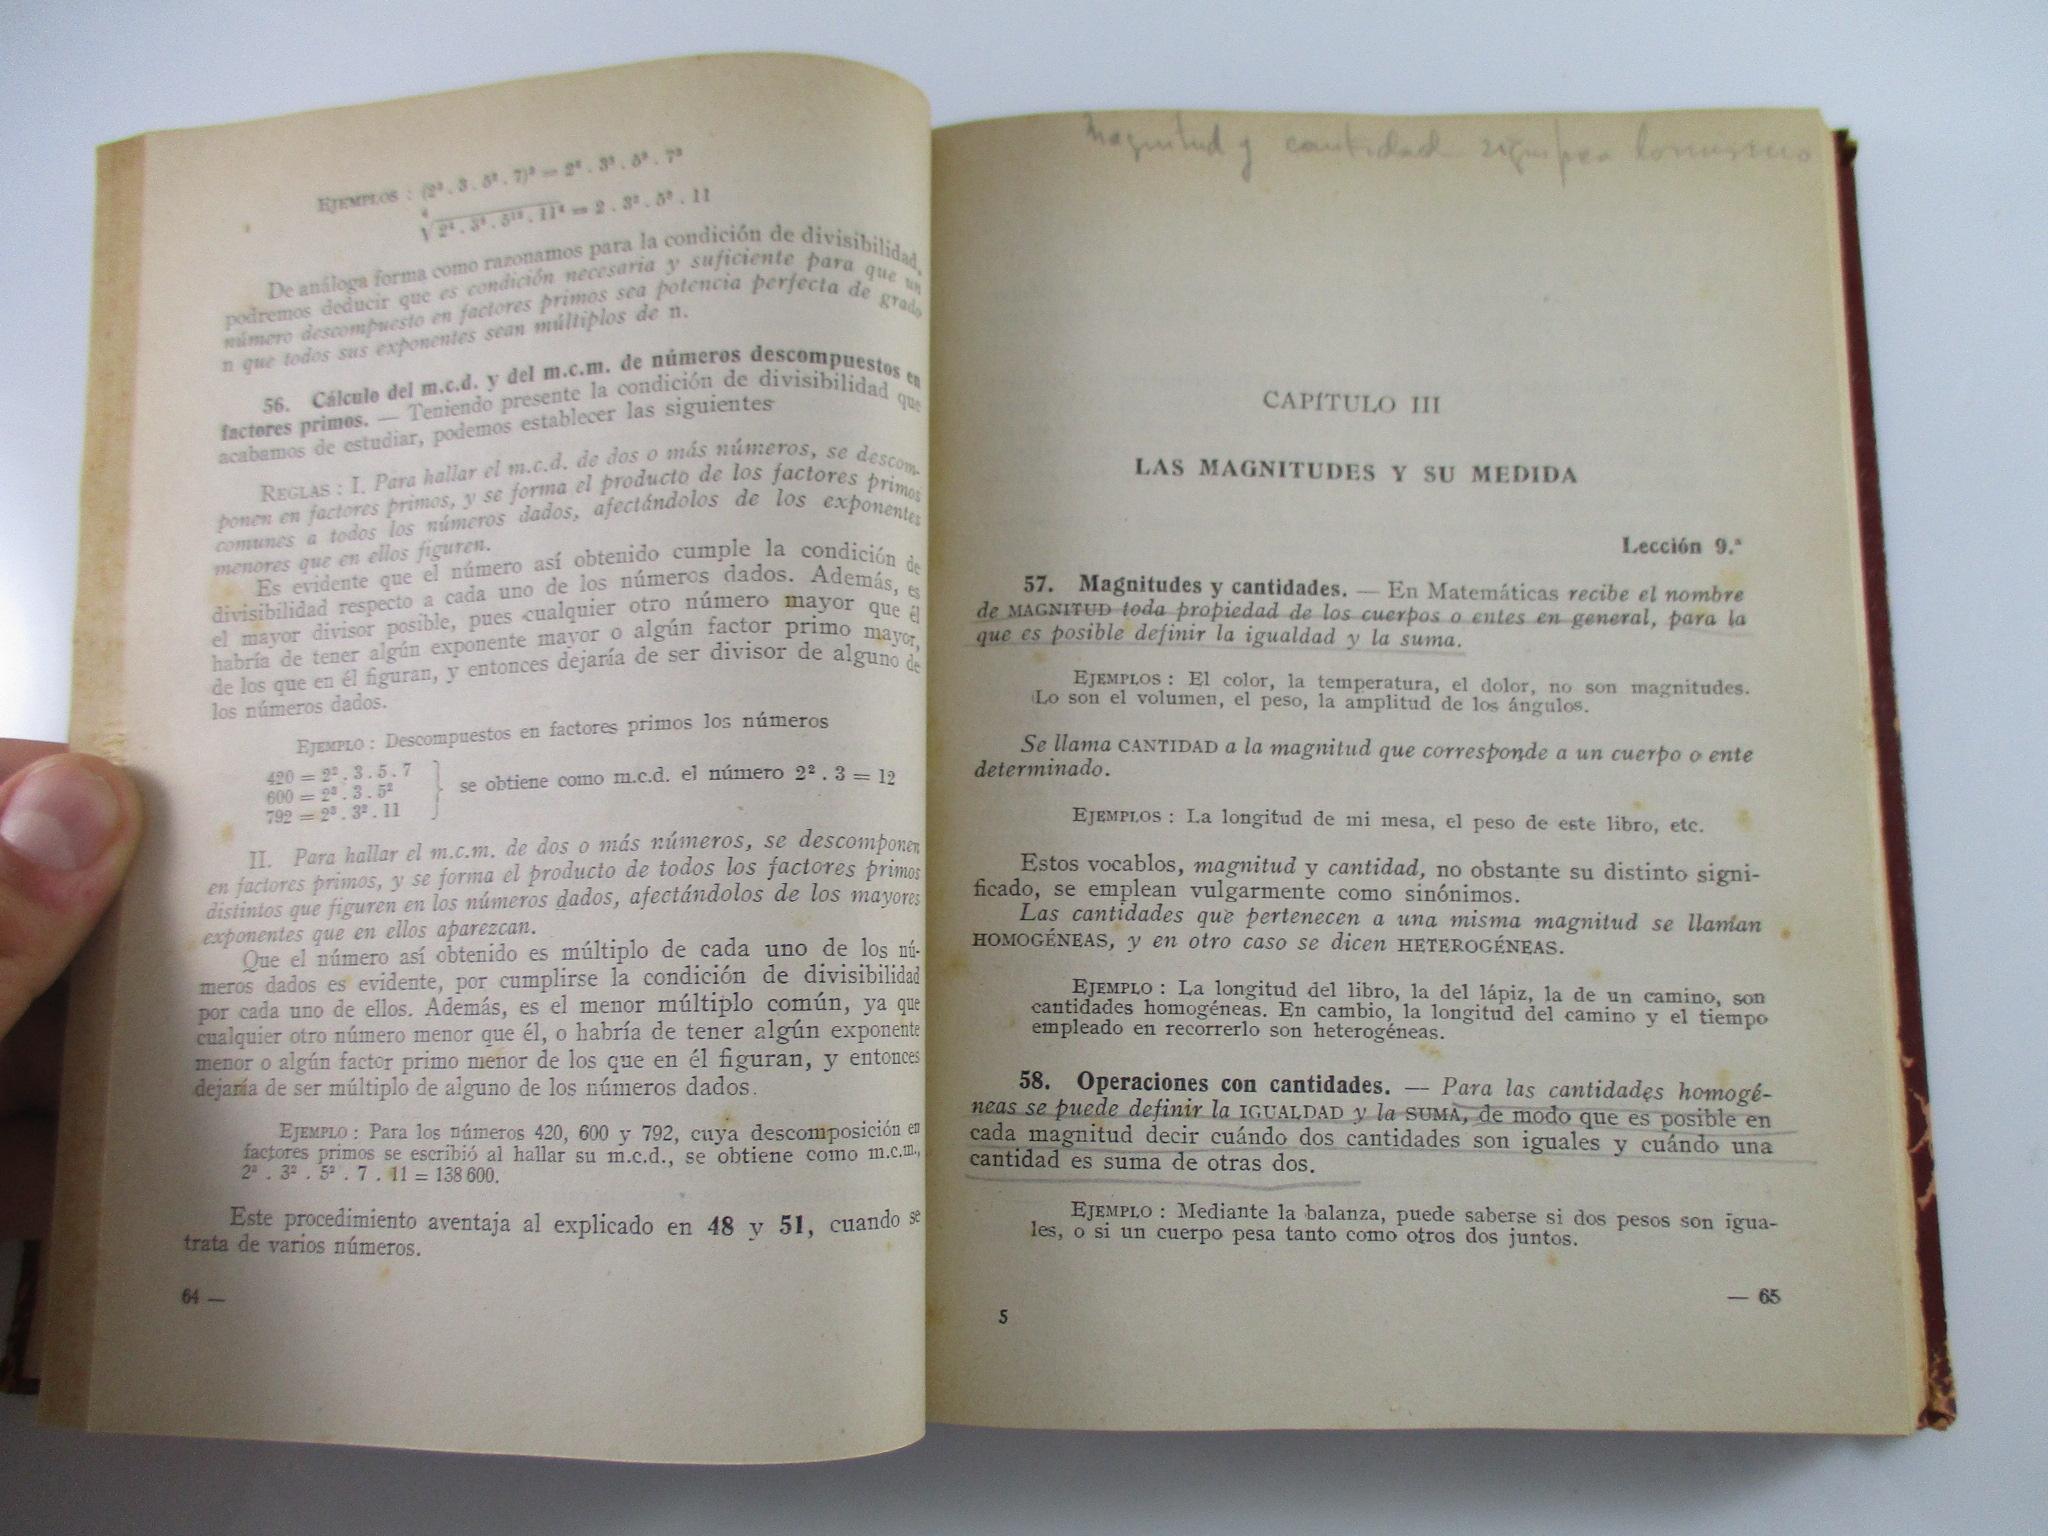 EJEMPLOS : (2³ . 3 . 5² . 7)³ = 2⁹ . 3³ . 5⁶ . 7³
De análoga forma como razonamos para la condición de divisibilidad,
podremos deducir que es condición necesaria y suficiente para que un
número descompuesto en factores primos sea potencia perfecta de grado
n que todos sus exponentes sean múltiplos de n.
56. Cálculo del m.c.d. y del m.c.m. de números descompuestos en
factores primos. — Teniendo presente la condición de divisibilidad que
acabamos de estudiar, podemos establecer las siguientes
REGLAS : I. Para hallar el m.c.d. de dos o más números, se descom-
ponen en factores primos, y se forma el producto de los factores primos
comunes a todos los números dados, afectándolos de los exponentes
menores que en ellos figuren.
Es evidente que el número así obtenido cumple la condición de
divisibilidad respecto a cada uno de los números dados. Además, es
el mayor divisor posible, pues cualquier otro número mayor que él
habría de tener algún exponente mayor o algún factor primo mayor,
de los que en él figuran, y entonces dejaría de ser divisor de alguno de
los números dados.
EJEMPLO : Descompuestos en factores primos los números
420 = 2² . 3 . 5 . 7
600 = 2³ . 3 . 5²
792 = 2³ . 3² . 11
se obtiene como m.c.d. el número 2² . 3 = 12
II. Para hallar el m.c.m. de dos o más números, se descomponen
en factores primos, y se forma el producto de todos los factores primos
distintos que figuren en los números dados, afectándolos de los mayores
exponentes que en ellos aparezcan.
Que el número así obtenido es múltiplo de cada uno de los nú-
meros dados es evidente, por cumplirse la condición de divisibilidad
por cada uno de ellos. Además, es el menor múltiplo común, ya que
cualquier otro número menor que él, o habría de tener algún exponente
menor o algún factor primo menor de los que en él figuran, y entonces
dejaría de ser múltiplo de alguno de los números dados.
EJEMPLO : Para los números 420, 600 y 792, cuya descomposición en
factores primos se escribió al hallar su m.c.d., se obtiene como m.c.m.,
2³ . 3² . 5² . 7 . 11 = 138 600.
Este procedimiento aventaja al explicado en 48 y 51, cuando se
trata de varios números.
64 —
Magnitud y cantidad significa lo mismo
CAPÍTULO III
LAS MAGNITUDES Y SU MEDIDA
Lección 9.ª
57. Magnitudes y cantidades. — En Matemáticas recibe el nombre
de MAGNITUD toda propiedad de los cuerpos o entes en general, para la
que es posible definir la igualdad y la suma.
EJEMPLOS : El color, la temperatura, el dolor, no son magnitudes.
Lo son el volumen, el peso, la amplitud de los ángulos.
Se llama CANTIDAD a la magnitud que corresponde a un cuerpo o ente
determinado.
EJEMPLOS : La longitud de mi mesa, el peso de este libro, etc.
Estos vocablos, magnitud y cantidad, no obstante su distinto signi-
ficado, se emplean vulgarmente como sinónimos.
Las cantidades que pertenecen a una misma magnitud se llaman
HOMOGÉNEAS, y en otro caso se dicen HETEROGÉNEAS.
EJEMPLO : La longitud del libro, la del lápiz, la de un camino, son
cantidades homogéneas. En cambio, la longitud del camino y el tiempo
empleado en recorrerlo son heterogéneas.
58. Operaciones con cantidades. — Para las cantidades homogé-
neas se puede definir la IGUALDAD y la SUMA, de modo que es posible en
cada magnitud decir cuándo dos cantidades son iguales y cuándo una
cantidad es suma de otras dos.
EJEMPLO : Mediante la balanza, puede saberse si dos pesos son igua-
les, o si un cuerpo pesa tanto como otros dos juntos.
— 65
5